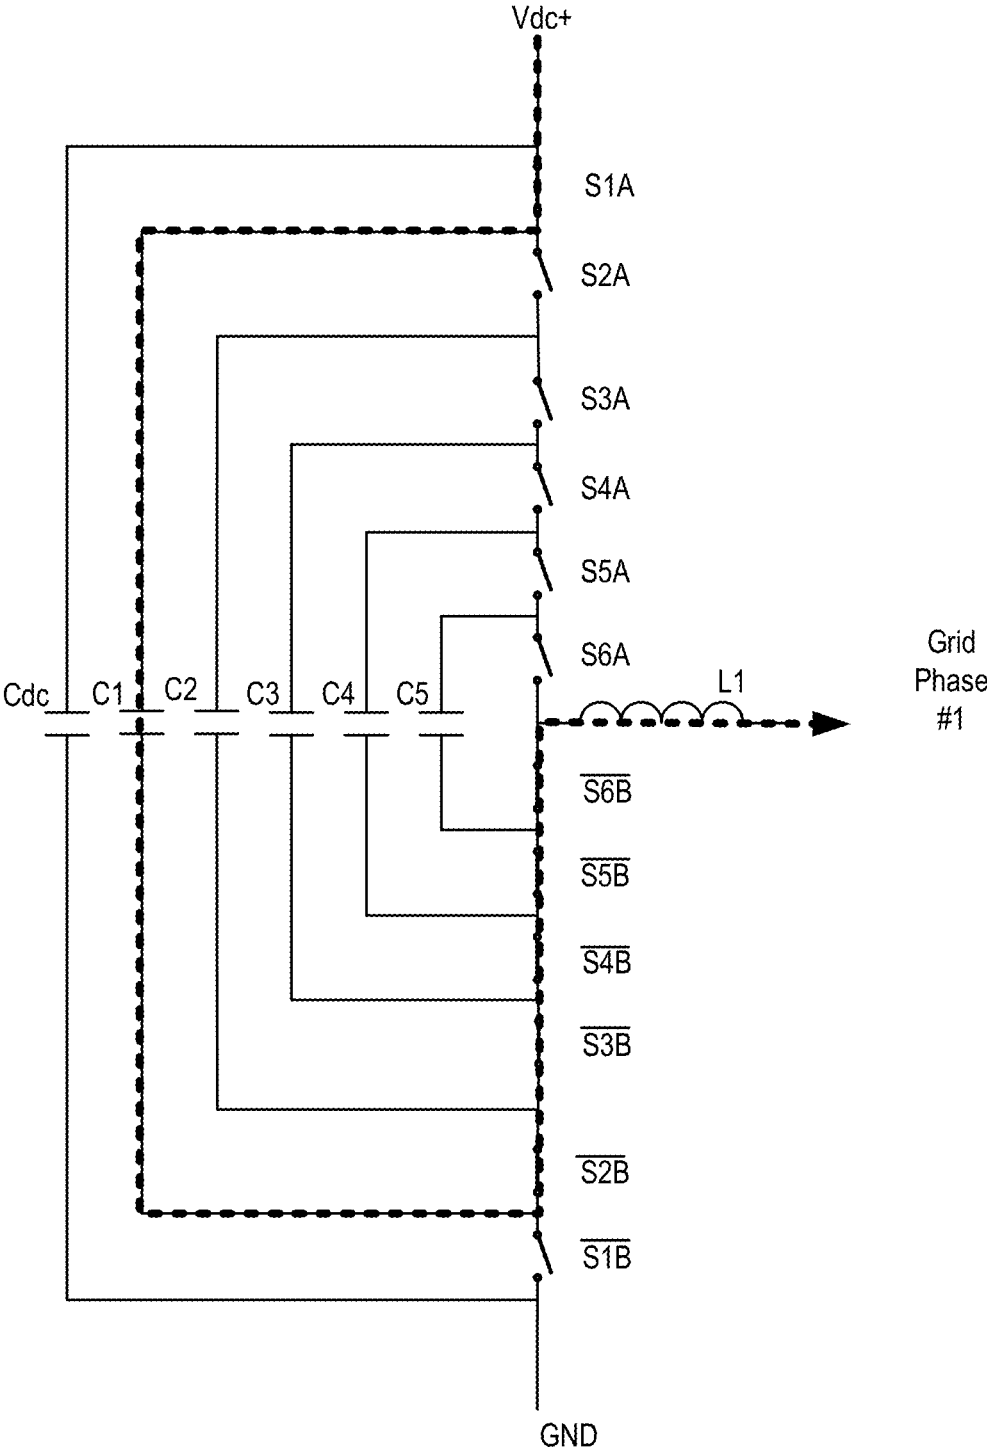 Vdc+
S1A
S2A
S3A
S4A
S5A
S6A
Cdc C1 C2 C3 C4 C5
L1
Grid
Phase
#1
S6B
S5B
S4B
S3B
S2B
S1B
GND